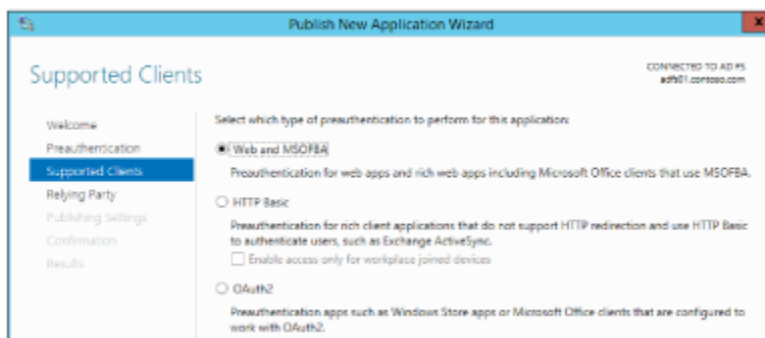 Publish New Application Wizard
x
Supported Clients
CONNECTED TO AD FS
adfs01.contoso.com
Welcome
Preauthentication
Supported Clients
Relying Party
Publishing Settings
Confirmation
Results
Select which type of preauthentication to perform for this application:
Web and MSOFBA
Preauthentication for web apps and rich web apps including Microsoft Office clients that use MSOFBA.
HTTP Basic
Preauthentication for rich client applications that do not support HTTP redirection and use HTTP Basic
to authenticate users, such as Exchange ActiveSync.
Enable access only for workplace joined devices
OAuth2
Preauthentication apps such as Windows Store apps or Microsoft Office clients that are configured to
work with OAuth2.